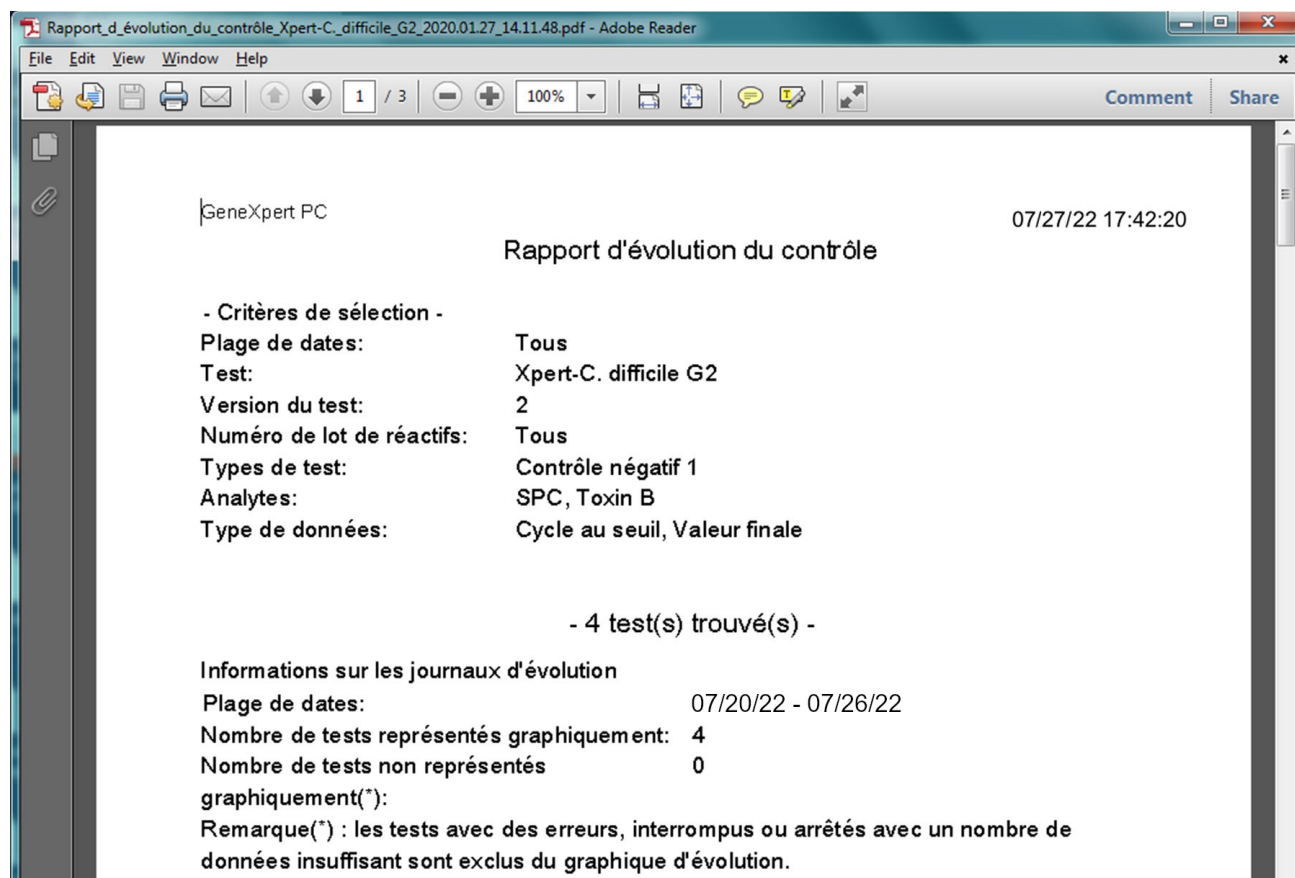 Rapport_d_évolution_du_contrôle_Xpert-C._difficile_G2_2020.01.27_14.11.48.pdf - Adobe Reader
File Edit View Window Help
1 / 3 100% Comment Share
GeneXpert PC
07/27/22 17:42:20
Rapport d'évolution du contrôle
- Critères de sélection -
Plage de dates: Tous
Test: Xpert-C. difficile G2
Version du test: 2
Numéro de lot de réactifs: Tous
Types de test: Contrôle négatif 1
Analytes: SPC, Toxin B
Type de données: Cycle au seuil, Valeur finale
- 4 test(s) trouvé(s) -
Informations sur les journaux d'évolution
Plage de dates: 07/20/22 - 07/26/22
Nombre de tests représentés graphiquement: 4
Nombre de tests non représentés 0
graphiquement(*):
Remarque(*) : les tests avec des erreurs, interrompus ou arrêtés avec un nombre de
données insuffisant sont exclus du graphique d'évolution.